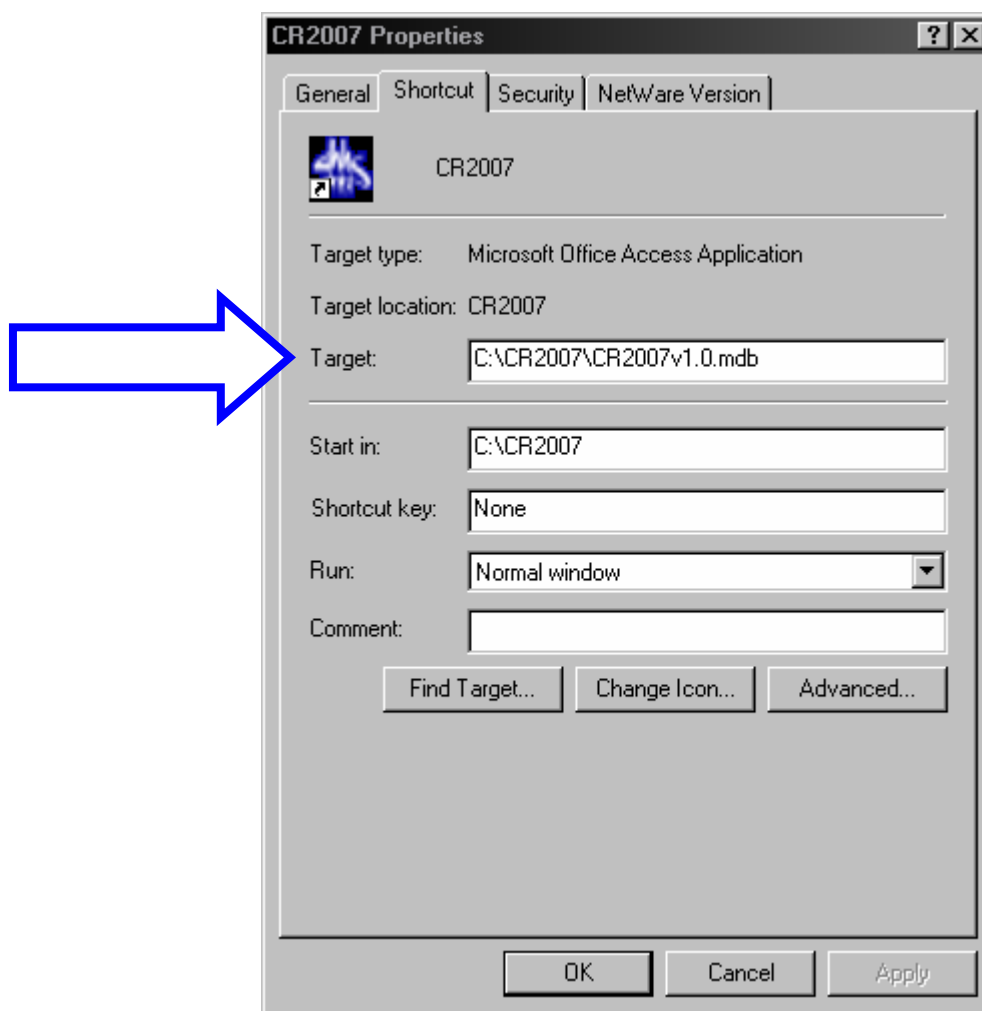 CR2007 Properties
General Shortcut Security NetWare Version
CR2007
Target type: Microsoft Office Access Application
Target location: CR2007
Target: C:\CR2007\CR2007v1.0.mdb
Start in: C:\CR2007
Shortcut key: None
Run: Normal window
Comment:
Find Target... Change Icon... Advanced...
OK Cancel Apply